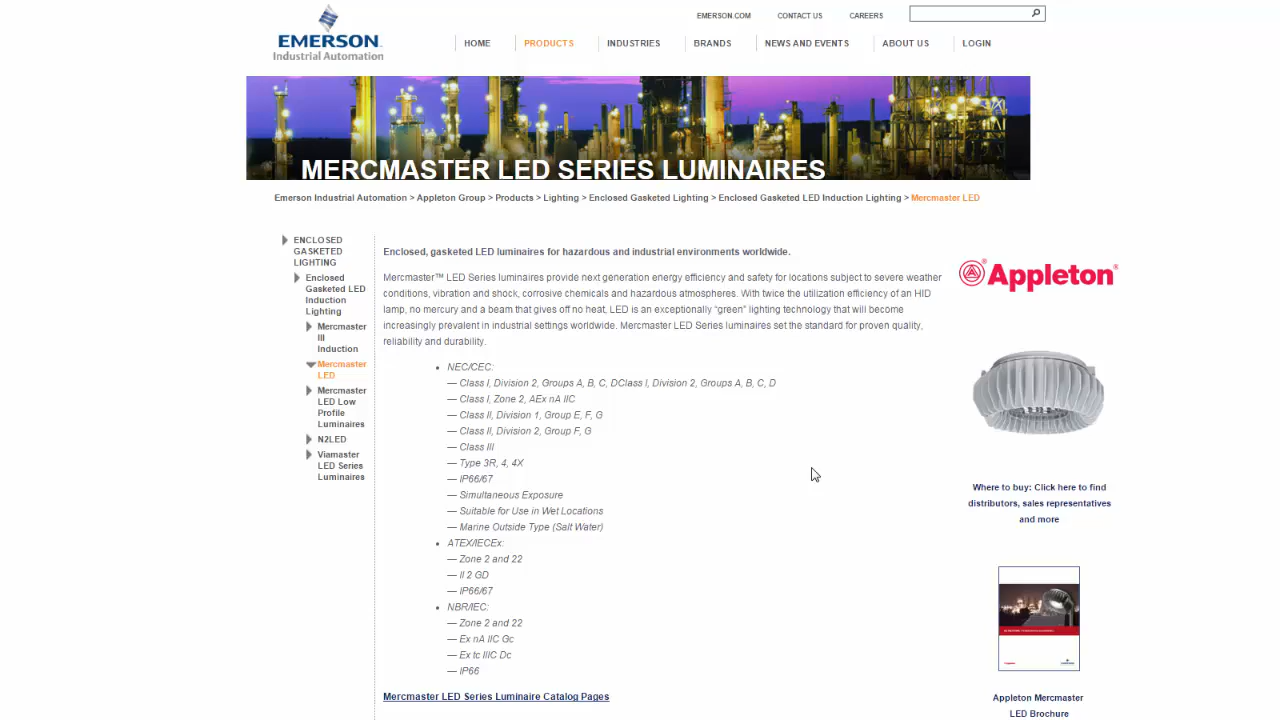 EMERSON.COM CONTACT US CAREERS
EMERSON
Industrial Automation
HOME PRODUCTS INDUSTRIES BRANDS NEWS AND EVENTS ABOUT US LOGIN
MERCMASTER LED SERIES LUMINAIRES
Emerson Industrial Automation > Appleton Group > Products > Lighting > Enclosed Gasketed Lighting > Enclosed Gasketed LED Induction Lighting > Mercmaster LED
ENCLOSED
GASKETED
LIGHTING
Enclosed
Gasketed LED
Induction
Lighting
Mercmaster
III
Induction
Mercmaster
LED
Mercmaster
LED Low
Profile
Luminaires
N2LED
Viamaster
LED Series
Luminaires
Enclosed, gasketed LED luminaires for hazardous and industrial environments worldwide.
Mercmaster™ LED Series luminaires provide next generation energy efficiency and safety for locations subject to severe weather
conditions, vibration and shock, corrosive chemicals and hazardous atmospheres. With twice the utilization efficiency of an HID
lamp, no mercury and a beam that gives off no heat, LED is an exceptionally “green” lighting technology that will become
increasingly prevalent in industrial settings worldwide. Mercmaster LED Series luminaires set the standard for proven quality,
reliability and durability.
• NEC/CEC:
— Class I, Division 2, Groups A, B, C, DClass I, Division 2, Groups A, B, C, D
— Class I, Zone 2, AEx nA IIC
— Class II, Division 1, Group E, F, G
— Class II, Division 2, Group F, G
— Class III
— Type 3R, 4, 4X
— IP66/67
— Simultaneous Exposure
— Suitable for Use in Wet Locations
— Marine Outside Type (Salt Water)
• ATEX/IECEx:
— Zone 2 and 22
— II 2 GD
— IP66/67
• NBR/IEC:
— Zone 2 and 22
— Ex nA IIC Gc
— Ex tc IIIC Dc
— IP66
Mercmaster LED Series Luminaire Catalog Pages
Appleton®
Where to buy: Click here to find
distributors, sales representatives
and more
Appleton Mercmaster
LED Brochure